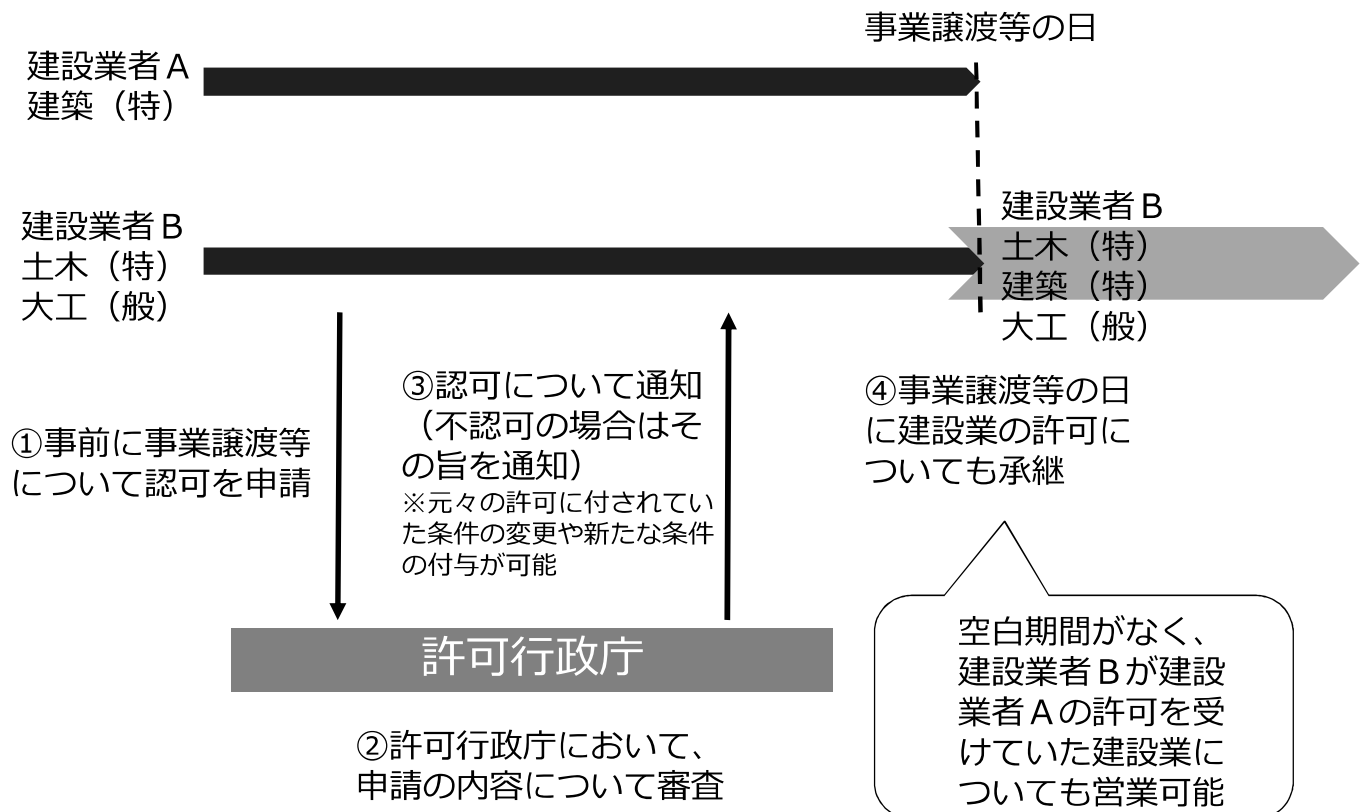 事業譲渡等の日
建設業者A
建築（特）
建設業者B
土木（特）
大工（般）
建設業者B
土木（特）
建築（特）
大工（般）
①事前に事業譲渡等
について認可を申請
③認可について通知
（不認可の場合はそ
の旨を通知）
※元々の許可に付されてい
た条件の変更や新たな条件
の付与が可能
④事業譲渡等の日
に建設業の許可に
ついても承継
許可行政庁
②許可行政庁において、
申請の内容について審査
空白期間がなく、
建設業者Bが建設
業者Aの許可を受
けていた建設業に
ついても営業可能